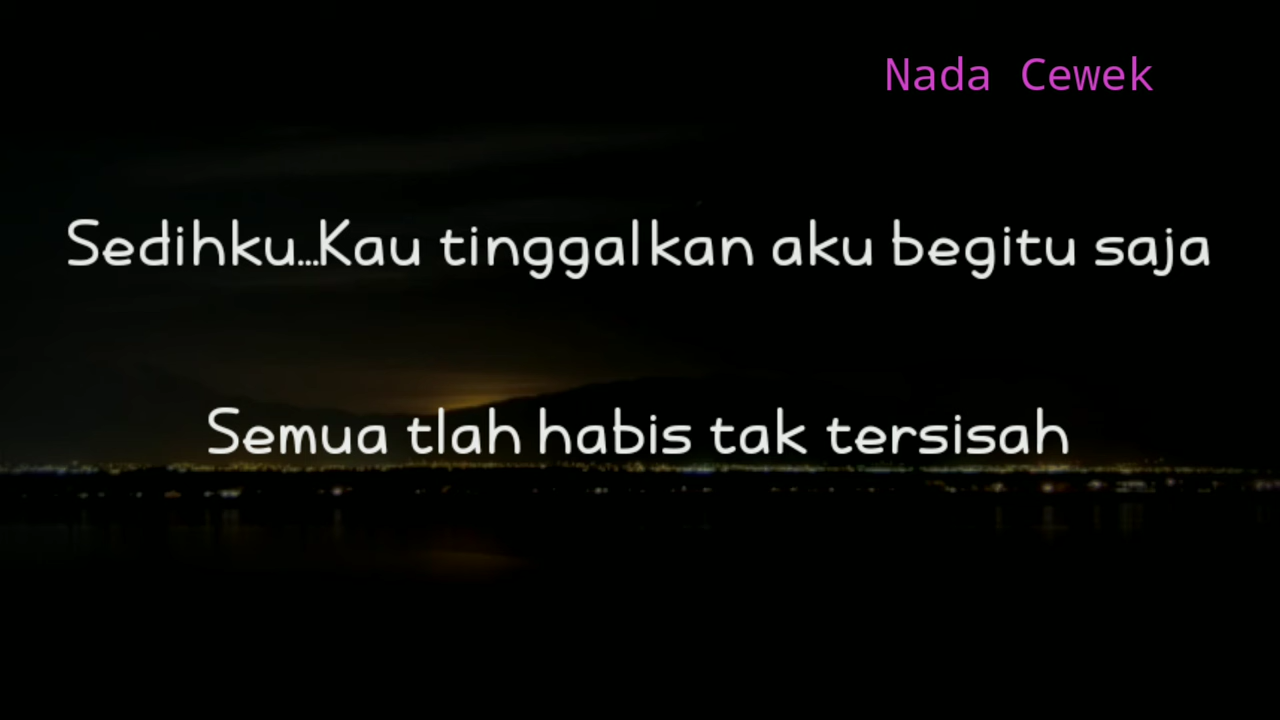 Nada Cewek
Sedihku...Kau tinggalkan aku begitu saja
Semua tlah habis tak tersisah